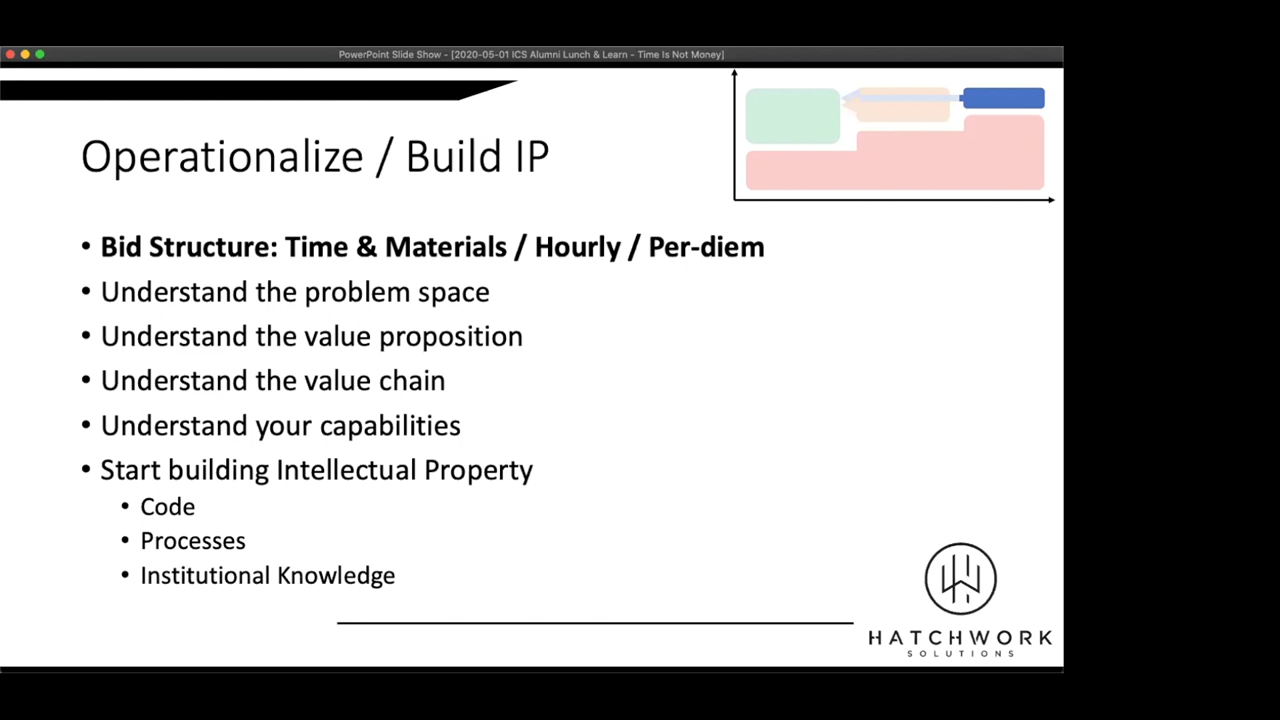 PowerPoint Slide Show - [2020-05-01 ICS Alumni Lunch & Learn - Time Is Not Money]
Operationalize / Build IP
• Bid Structure: Time & Materials / Hourly / Per-diem
• Understand the problem space
• Understand the value proposition
• Understand the value chain
• Understand your capabilities
• Start building Intellectual Property
• Code
• Processes
• Institutional Knowledge
HATCHWORK
SOLUTIONS